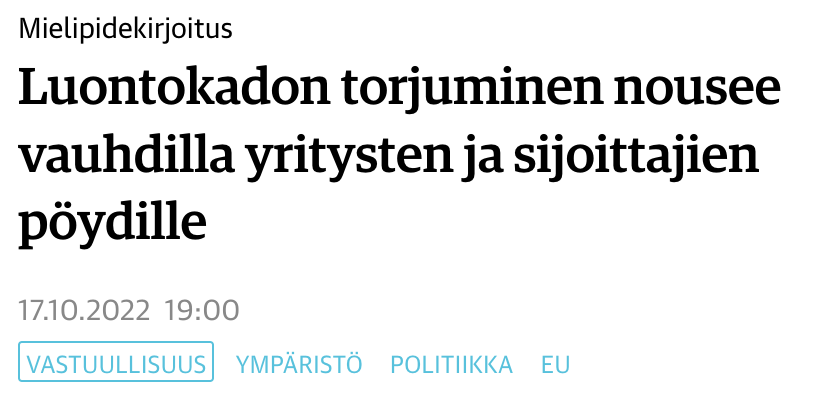 Mielipidekirjoitus
Luontokadon torjuminen nousee
vauhdilla yritysten ja sijoittajien
pöydille
17.10.2022 19:00
VASTUULLISUUS YMPÄRISTÖ POLITIIKKA EU